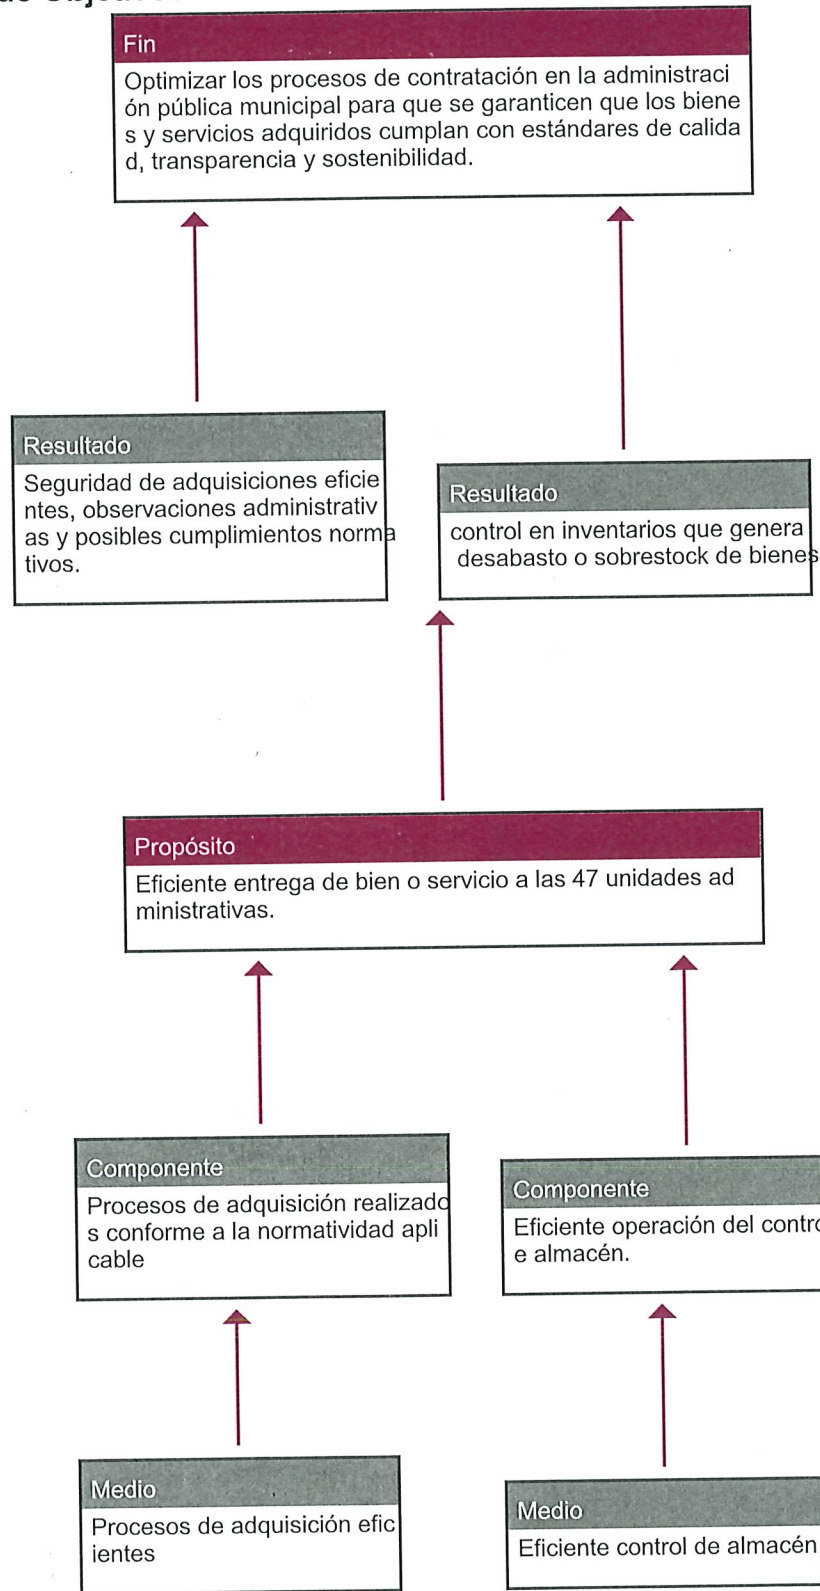 Fin
Optimizar los procesos de contratación en la administraci
ón pública municipal para que se garanticen que los biene
s y servicios adquiridos cumplan con estándares de calida
d, transparencia y sostenibilidad.
Resultado
Seguridad de adquisiciones eficie
ntes, observaciones administrativ
as y posibles cumplimientos norma
tivos.
Resultado
control en inventarios que genera
desabasto o sobrestock de bienes
Propósito
Eficiente entrega de bien o servicio a las 47 unidades ad
ministrativas.
Componente
Procesos de adquisición realizado
s conforme a la normatividad apli
cable
Componente
Eficiente operación del contro
e almacén.
Medio
Procesos de adquisición efic
ientes
Medio
Eficiente control de almacén